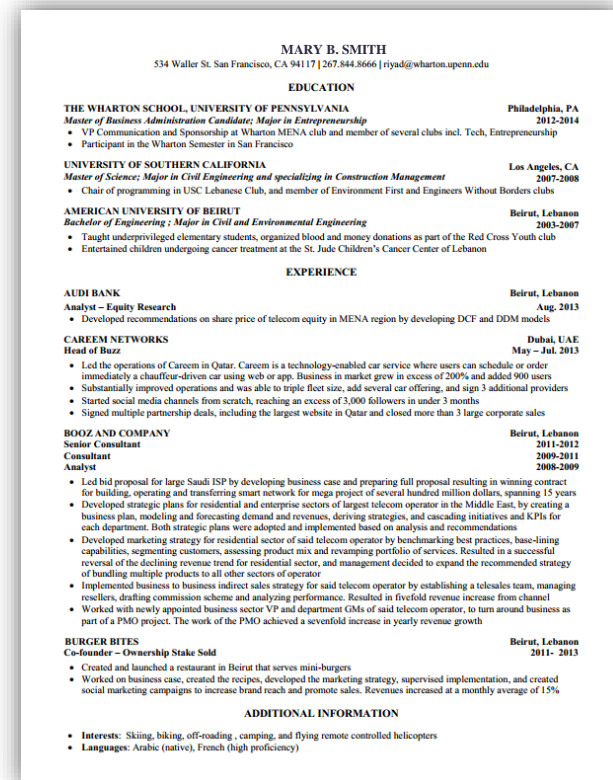 MARY B. SMITH
534 Waller St. San Francisco, CA 94117 | 267.844.8666 | riyad@wharton.upenn.edu
EDUCATION
THE WHARTON SCHOOL, UNIVERSITY OF PENNSYLVANIA Philadelphia, PA
Master of Business Administration Candidate; Major in Entrepreneurship 2012-2014
• VP Communication and Sponsorship at Wharton MENA club and member of several clubs incl. Tech, Entrepreneurship
• Participant in the Wharton Semester in San Francisco
UNIVERSITY OF SOUTHERN CALIFORNIA Los Angeles, CA
Master of Science; Major in Civil Engineering and specializing in Construction Management 2007-2008
• Chair of programming in USC Lebanese Club, and member of Environment First and Engineers Without Borders clubs
AMERICAN UNIVERSITY OF BEIRUT Beirut, Lebanon
Bachelor of Engineering ; Major in Civil and Environmental Engineering 2003-2007
• Taught underprivileged elementary students, organized blood and money donations as part of the Red Cross Youth club
• Entertained children undergoing cancer treatment at the St. Jude Children's Cancer Center of Lebanon
EXPERIENCE
AUDI BANK Beirut, Lebanon
Analyst – Equity Research Aug. 2013
• Developed recommendations on share price of telecom equity in MENA region by developing DCF and DDM models
CAREEM NETWORKS Dubai, UAE
Head of Buzz May – Jul. 2013
• Led the operations of Careem in Qatar. Careem is a technology-enabled car service where users can schedule or order
immediately a chauffeur-driven car using web or app. Business in market grew in excess of 200% and added 900 users
• Substantially improved operations and was able to triple fleet size, add several car offering, and sign 3 additional providers
• Started social media channels from scratch, reaching an excess of 3,000 followers in under 3 months
• Signed multiple partnership deals, including the largest website in Qatar and closed more than 3 large corporate sales
BOOZ AND COMPANY Beirut, Lebanon
Senior Consultant 2011-2012
Consultant 2009-2011
Analyst 2008-2009
• Led bid proposal for large Saudi ISP by developing business case and preparing full proposal resulting in winning contract
for building, operating and transferring smart network for mega project of several hundred million dollars, spanning 15 years
• Developed strategic plans for residential and enterprise sectors of largest telecom operator in the Middle East, by creating a
business plan, modeling and forecasting demand and revenues, deriving strategies, and cascading initiatives and KPIs for
each department. Both strategic plans were adopted and implemented based on analysis and recommendations
• Developed marketing strategy for residential sector of said telecom operator by benchmarking best practices, base-lining
capabilities, segmenting customers, assessing product mix and revamping portfolio of services. Resulted in a successful
reversal of the declining revenue trend for residential sector, and management decided to expand the recommended strategy
of bundling multiple products to all other sectors of operator
• Implemented business to business indirect sales strategy for said telecom operator by establishing a telesales team, managing
resellers, drafting commission scheme and analyzing performance. Resulted in fivefold revenue increase from channel
• Worked with newly appointed business sector VP and department GMs of said telecom operator, to turn around business as
part of a PMO project. The work of the PMO achieved a sevenfold increase in yearly revenue growth
BURGER BITES Beirut, Lebanon
Co-founder – Ownership Stake Sold 2011- 2013
• Created and launched a restaurant in Beirut that serves mini-burgers
• Worked on business case, created the recipes, developed the marketing strategy, supervised implementation, and created
social marketing campaigns to increase brand reach and promote sales. Revenues increased at a monthly average of 15%
ADDITIONAL INFORMATION
• Interests: Skiing, biking, off-roading , camping, and flying remote controlled helicopters
• Languages: Arabic (native), French (high proficiency)